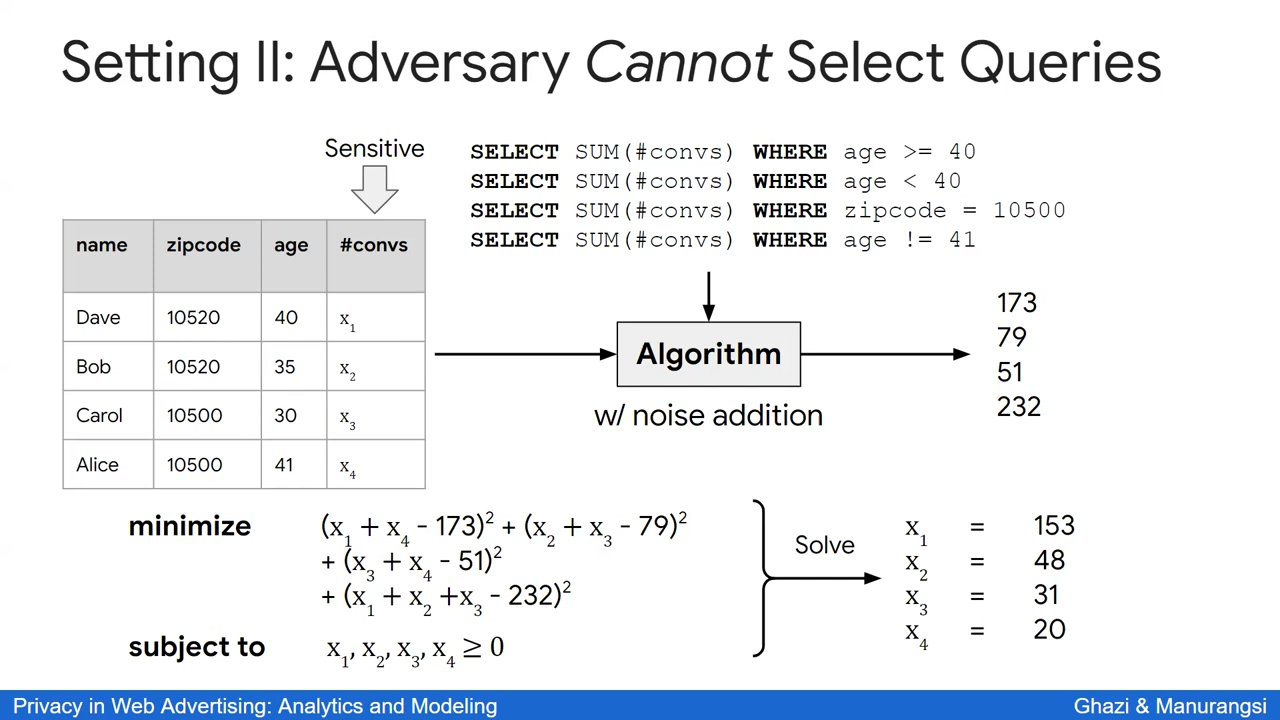 Setting II: Adversary Cannot Select Queries
Sensitive
SELECT SUM(#convs) WHERE age >= 40
SELECT SUM(#convs) WHERE age < 40
SELECT SUM(#convs) WHERE zipcode = 10500
SELECT SUM(#convs) WHERE age != 41
name zipcode age #convs
Dave 10520 40 x₁
Bob 10520 35 x₂
Carol 10500 30 x₃
Alice 10500 41 x₄
Algorithm
w/ noise addition
173
79
51
232
minimize (x₁ + x₄ - 173)² + (x₂ + x₃ - 79)²
+ (x₃ + x₄ - 51)²
+ (x₁ + x₂ +x₃ - 232)²
subject to x₁, x₂, x₃, x₄ ≥ 0
Solve
x₁ = 153
x₂ = 48
x₃ = 31
x₄ = 20
Privacy in Web Advertising: Analytics and Modeling
Ghazi & Manurangsi